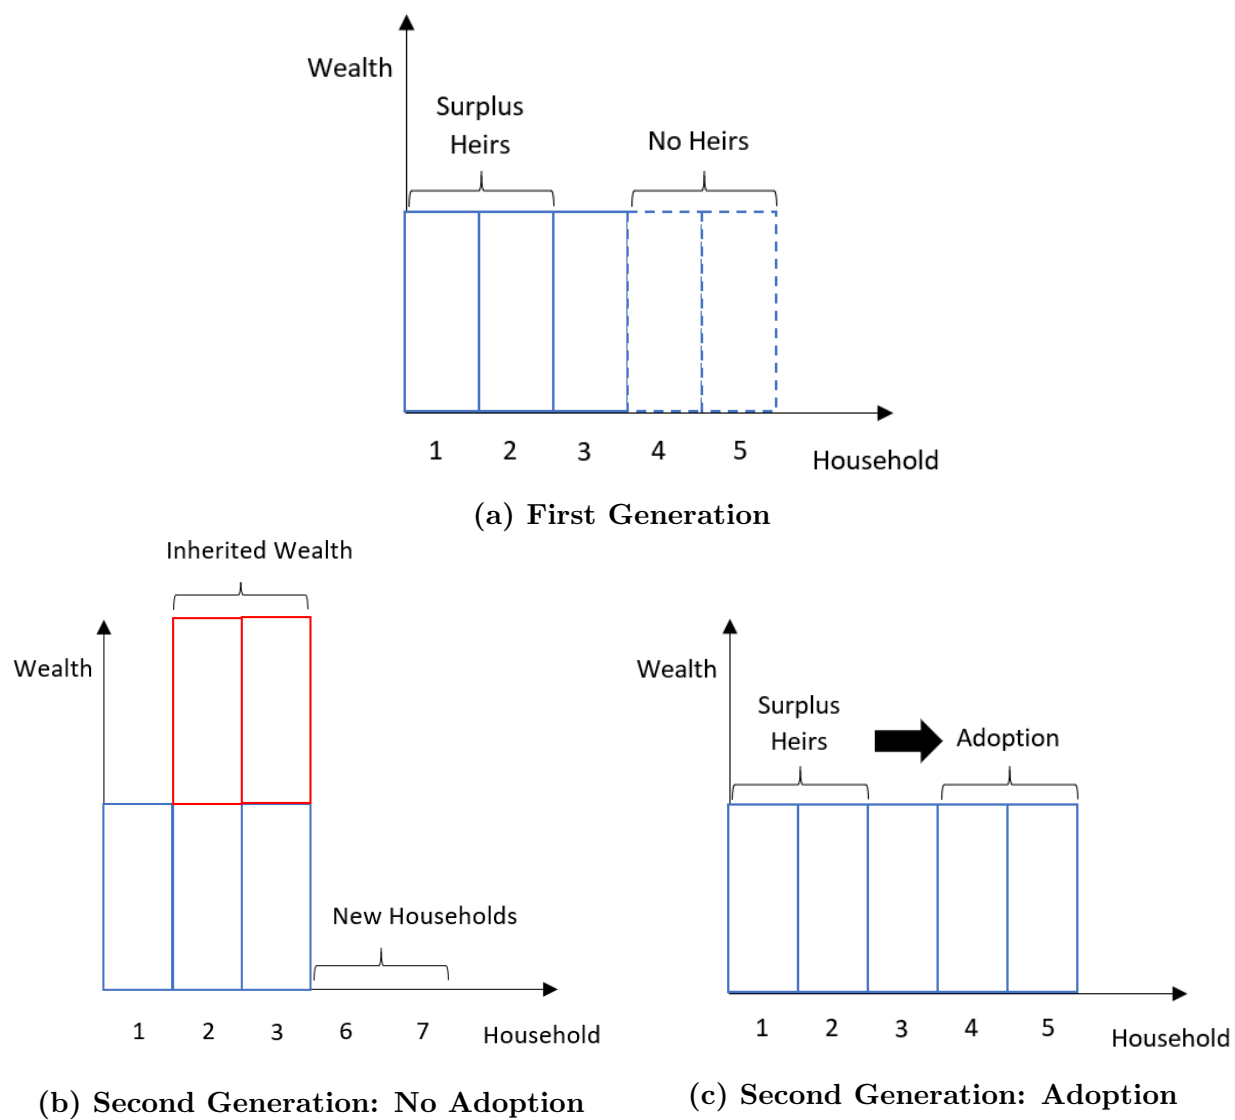 Wealth
Surplus
Heirs
No Heirs
1 2 3 4 5
Household
(a) First Generation
Inherited Wealth
Wealth
New Households
1 2 3 6 7
Household
(b) Second Generation: No Adoption
Wealth
Surplus
Heirs
Adoption
1 2 3 4 5
Household
(c) Second Generation: Adoption